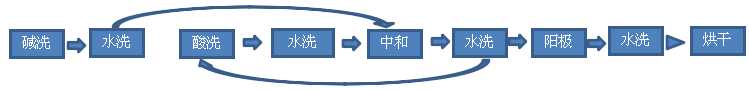 碱洗 水洗 酸洗 水洗 中和 水洗 阳极 水洗 烘干